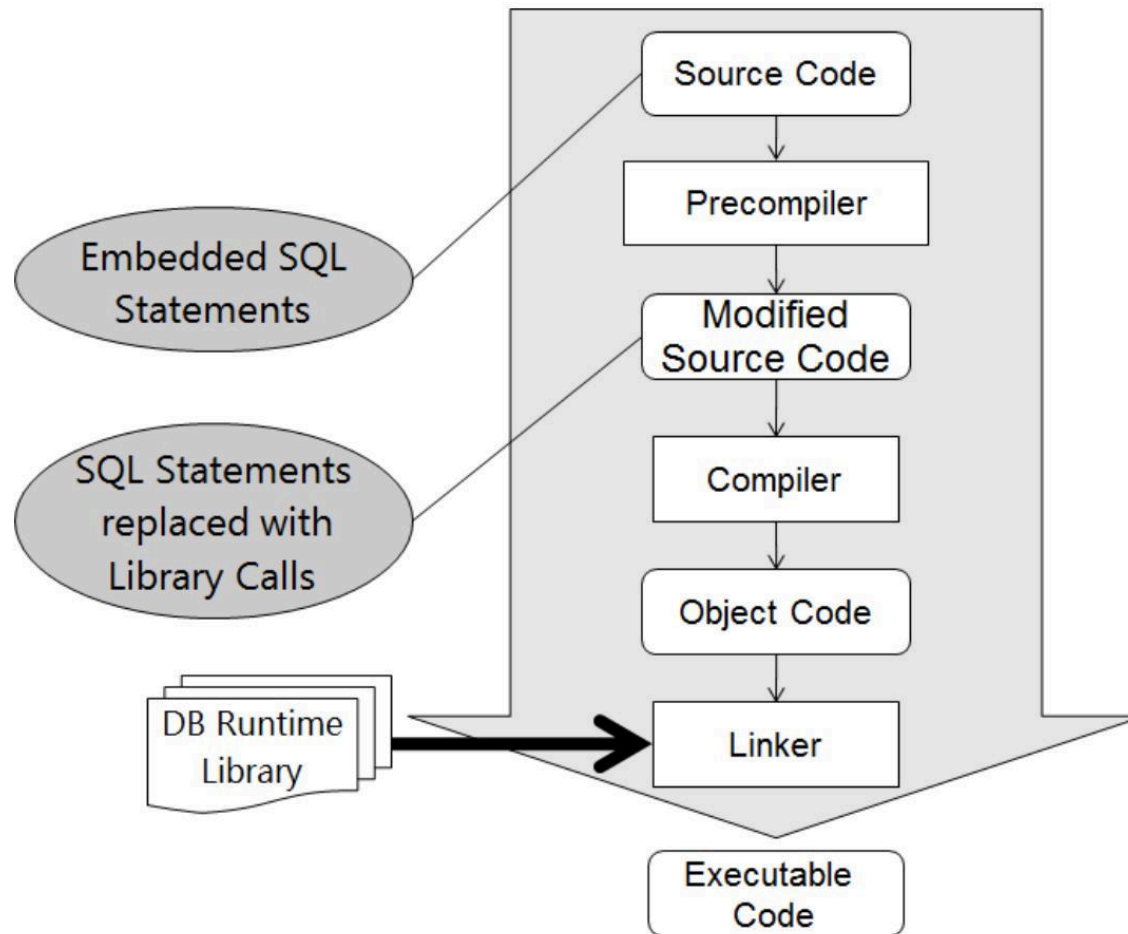 Source Code
Precompiler
Embedded SQL
Statements
Modified
Source Code
SQL Statements
replaced with
Library Calls
Compiler
Object Code
DB Runtime
Library
Linker
Executable
Code